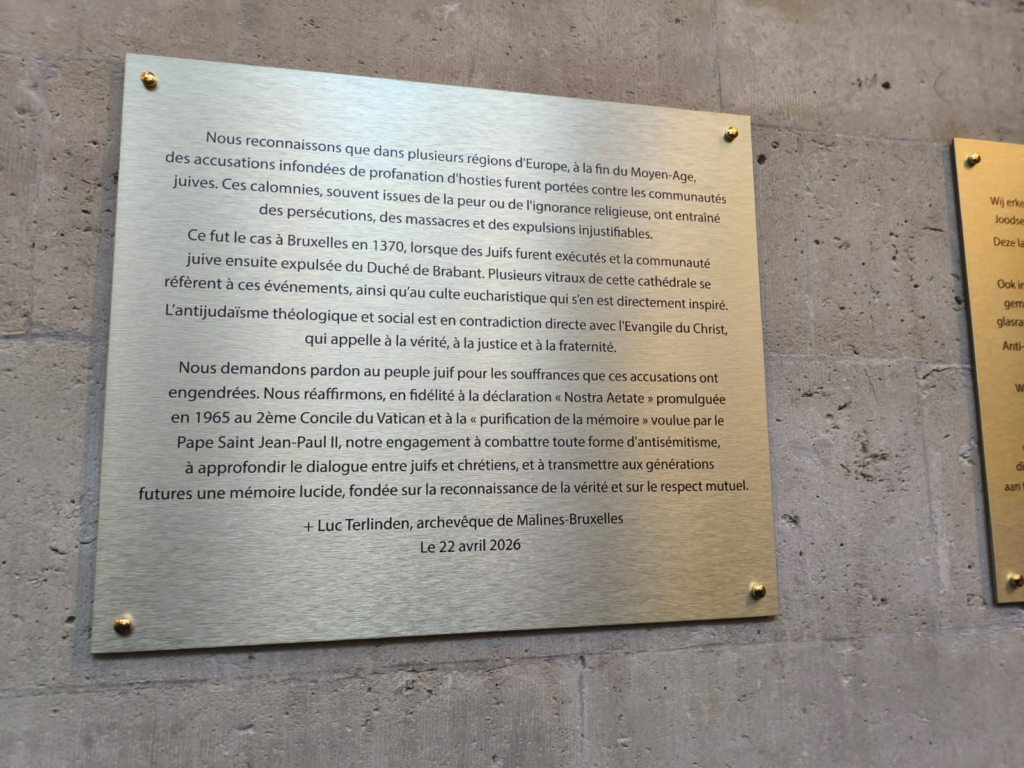 Nous reconnaissons que dans plusieurs régions d'Europe, à la fin du Moyen-Age,
des accusations infondées de profanation d'hosties furent portées contre les communautés
juives. Ces calomnies, souvent issues de la peur ou de l'ignorance religieuse, ont entraîné
des persécutions, des massacres et des expulsions injustifiables.
Ce fut le cas à Bruxelles en 1370, lorsque des Juifs furent exécutés et la communauté
juive ensuite expulsée du Duché de Brabant. Plusieurs vitraux de cette cathédrale se
réfèrent à ces événements, ainsi qu'au culte eucharistique qui s'en est directement inspiré.
L'antijudaïsme théologique et social est en contradiction directe avec l'Evangile du Christ,
qui appelle à la vérité, à la justice et à la fraternité.
Nous demandons pardon au peuple juif pour les souffrances que ces accusations ont
engendrées. Nous réaffirmons, en fidélité à la déclaration « Nostra Aetate » promulguée
en 1965 au 2ème Concile du Vatican et à la « purification de la mémoire » voulue par le
Pape Saint Jean-Paul II, notre engagement à combattre toute forme d'antisémitisme,
à approfondir le dialogue entre juifs et chrétiens, et à transmettre aux générations
futures une mémoire lucide, fondée sur la reconnaissance de la vérité et sur le respect mutuel.
+ Luc Terlinden, archevêque de Malines-Bruxelles
Le 22 avril 2026
Wij erke
Joodse
Deze la
Ook in
gem
glasra
Anti-
W
di
aan